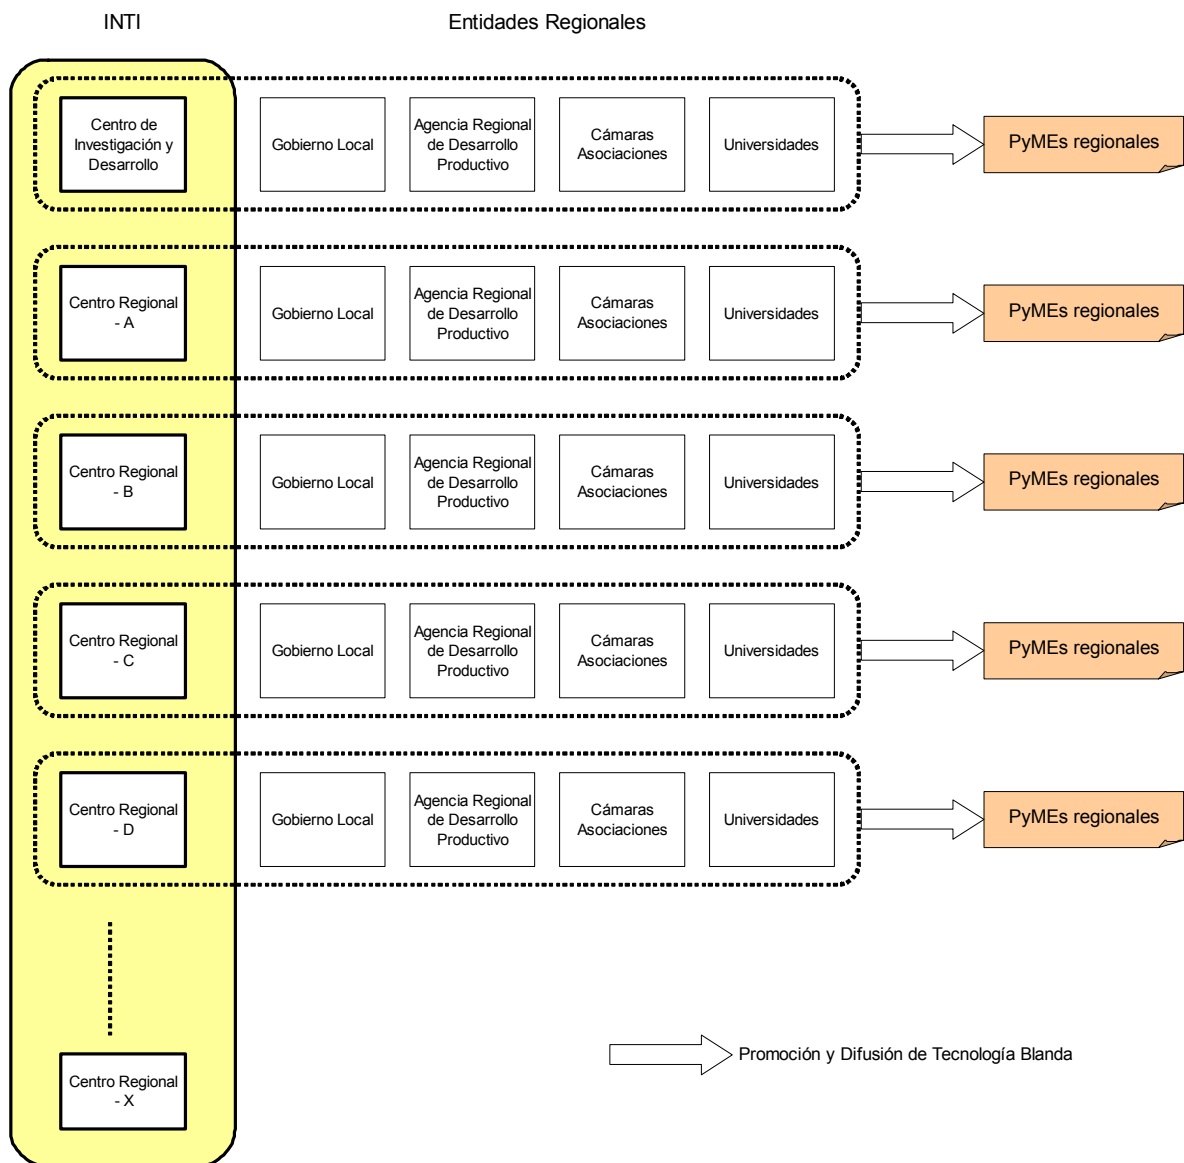 INTI
Entidades Regionales
Centro de
Investigación y
Desarrollo
Gobierno Local
Agencia Regional
de Desarrollo
Productivo
Cámaras
Asociaciones
Universidades
PyMEs regionales
Centro Regional
- A
Gobierno Local
Agencia Regional
de Desarrollo
Productivo
Cámaras
Asociaciones
Universidades
PyMEs regionales
Centro Regional
- B
Gobierno Local
Agencia Regional
de Desarrollo
Productivo
Cámaras
Asociaciones
Universidades
PyMEs regionales
Centro Regional
- C
Gobierno Local
Agencia Regional
de Desarrollo
Productivo
Cámaras
Asociaciones
Universidades
PyMEs regionales
Centro Regional
- D
Gobierno Local
Agencia Regional
de Desarrollo
Productivo
Cámaras
Asociaciones
Universidades
PyMEs regionales
Promoción y Difusión de Tecnología Blanda
Centro Regional
- X